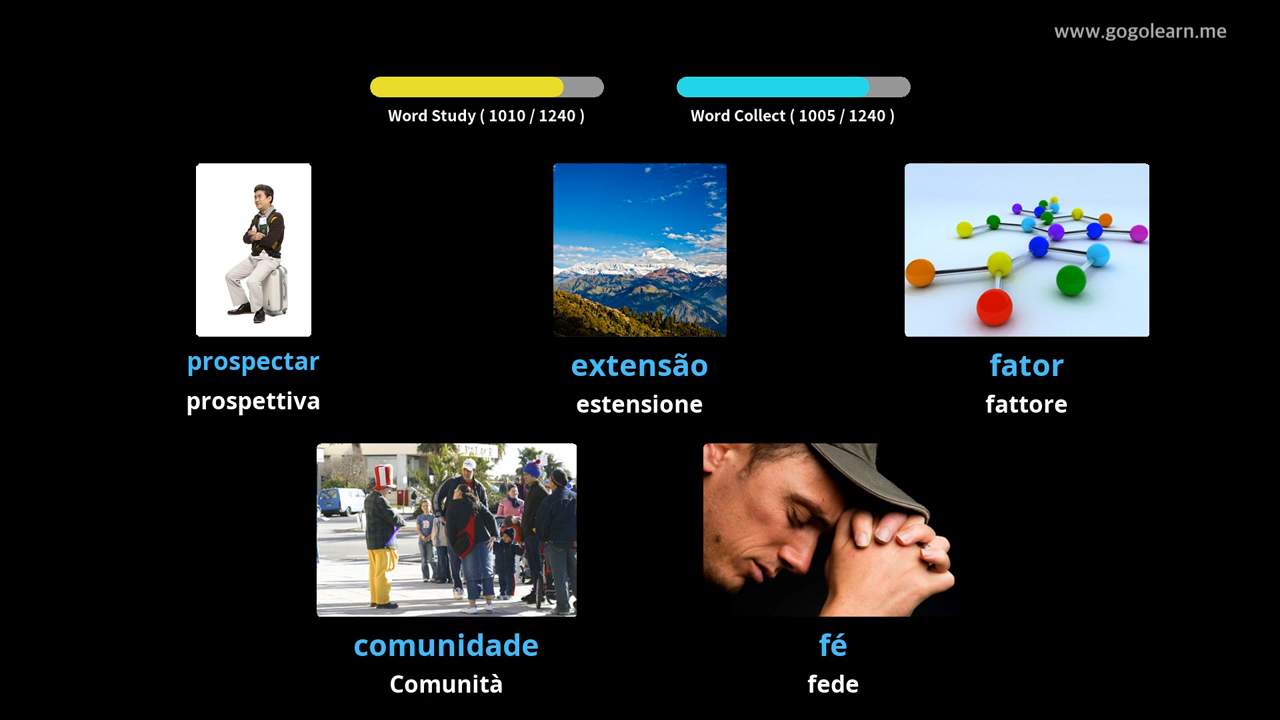 www.gogolearn.me
Word Study ( 1010 / 1240 )
Word Collect ( 1005 / 1240 )
prospectar
prospettiva
extensão
estensione
fator
fattore
comunidade
Comunità
fé
fede